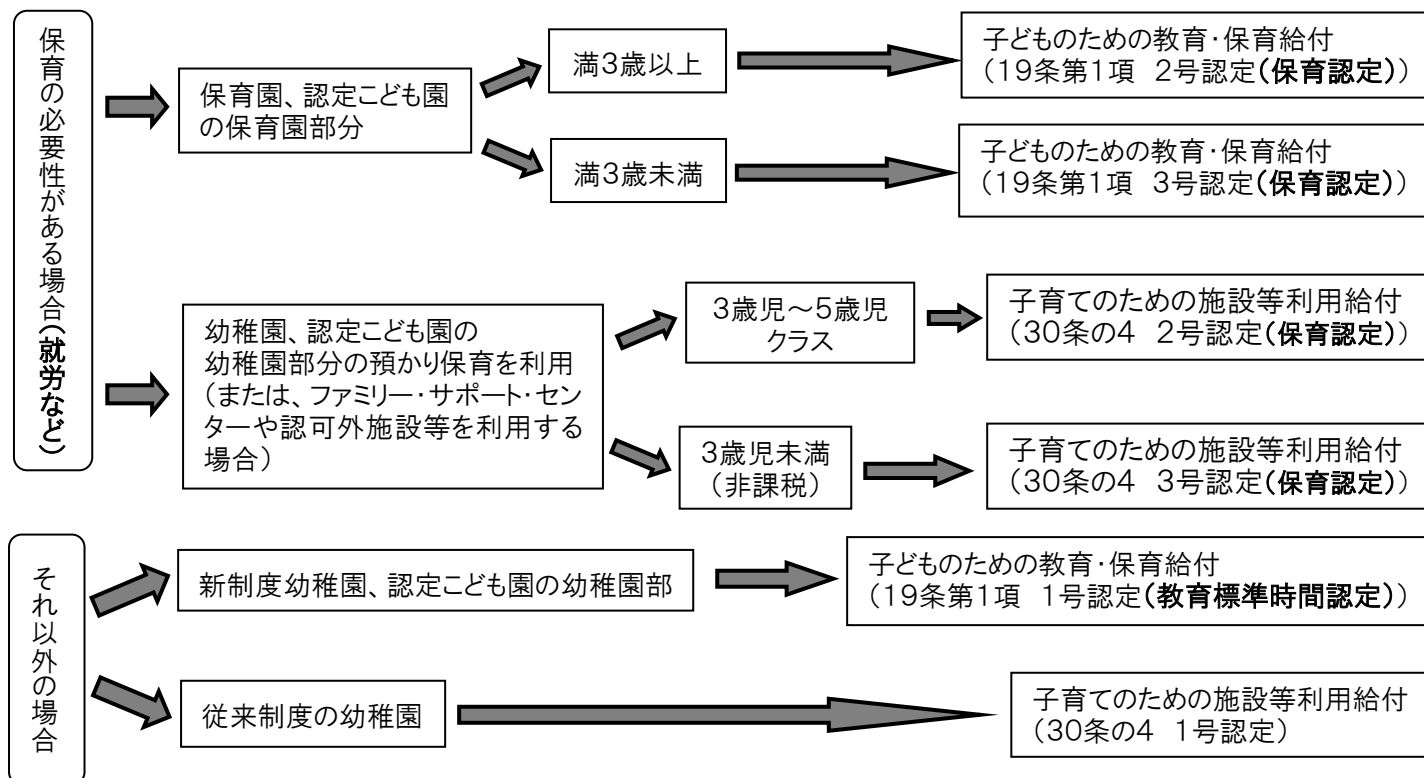 保育の必要性がある場合(就労など)
保育園、認定こども園
の保育園部分
満3歳以上
子どものための教育・保育給付
(19条第1項 2号認定(保育認定))
満3歳未満
子どものための教育・保育給付
(19条第1項 3号認定(保育認定))
幼稚園、認定こども園の
幼稚園部分の預かり保育を利用
(または、ファミリー・サポート・セン
ターや認可外施設等を利用する
場合)
3歳児～5歳児
クラス
子育てのための施設等利用給付
(30条の4 2号認定(保育認定))
3歳児未満
(非課税)
子育てのための施設等利用給付
(30条の4 3号認定(保育認定))
それ以外の場合
新制度幼稚園、認定こども園の幼稚園部
子どものための教育・保育給付
(19条第1項 1号認定(教育標準時間認定))
従来制度の幼稚園
子育てのための施設等利用給付
(30条の4 1号認定)